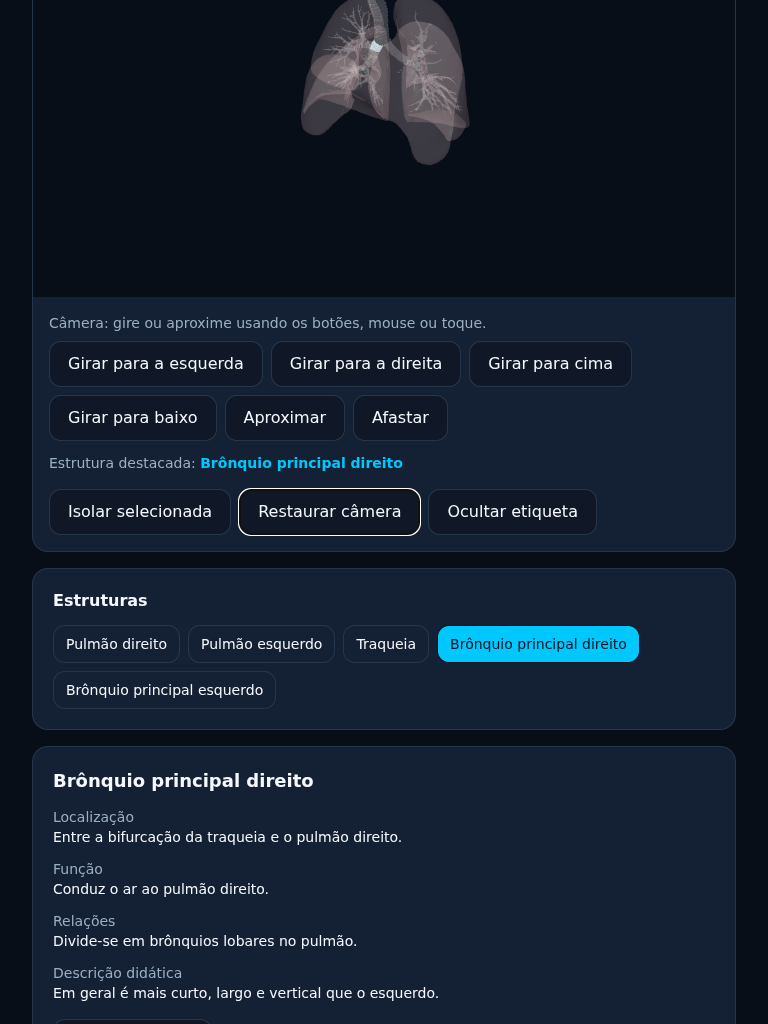 Câmera: gire ou aproxime usando os botões, mouse ou toque.
Girar para a esquerda
Girar para a direita
Girar para cima
Girar para baixo
Aproximar
Afastar
Estrutura destacada: Brônquio principal direito
Isolar selecionada
Restaurar câmera
Ocultar etiqueta
Estruturas
Pulmão direito
Pulmão esquerdo
Traqueia
Brônquio principal direito
Brônquio principal esquerdo
Brônquio principal direito
Localização
Entre a bifurcação da traqueia e o pulmão direito.
Função
Conduz o ar ao pulmão direito.
Relações
Divide-se em brônquios lobares no pulmão.
Descrição didática
Em geral é mais curto, largo e vertical que o esquerdo.